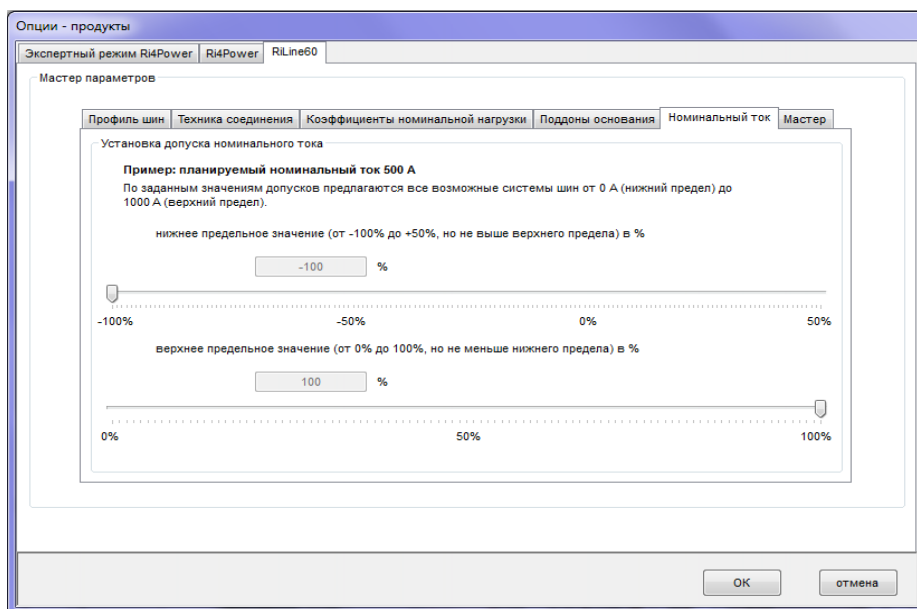 Опции - продукты
Экспертный режим Ri4Power Ri4Power RiLine60
Мастер параметров
Профиль шин Техника соединения Коэффициенты номинальной нагрузки Поддоны основания Номинальный ток Мастер
Установка допуска номинального тока
Пример: планируемый номинальный ток 500 А
По заданным значениям допусков предлагаются все возможные системы шин от 0 А (нижний предел) до
1000 А (верхний предел).
нижнее предельное значение (от -100% до +50%, но не выше верхнего предела) в %
-100 %
-100% -50% 0% 50%
верхнее предельное значение (от 0% до 100%, но не меньше нижнего предела) в %
100 %
0% 50% 100%
OK отмена